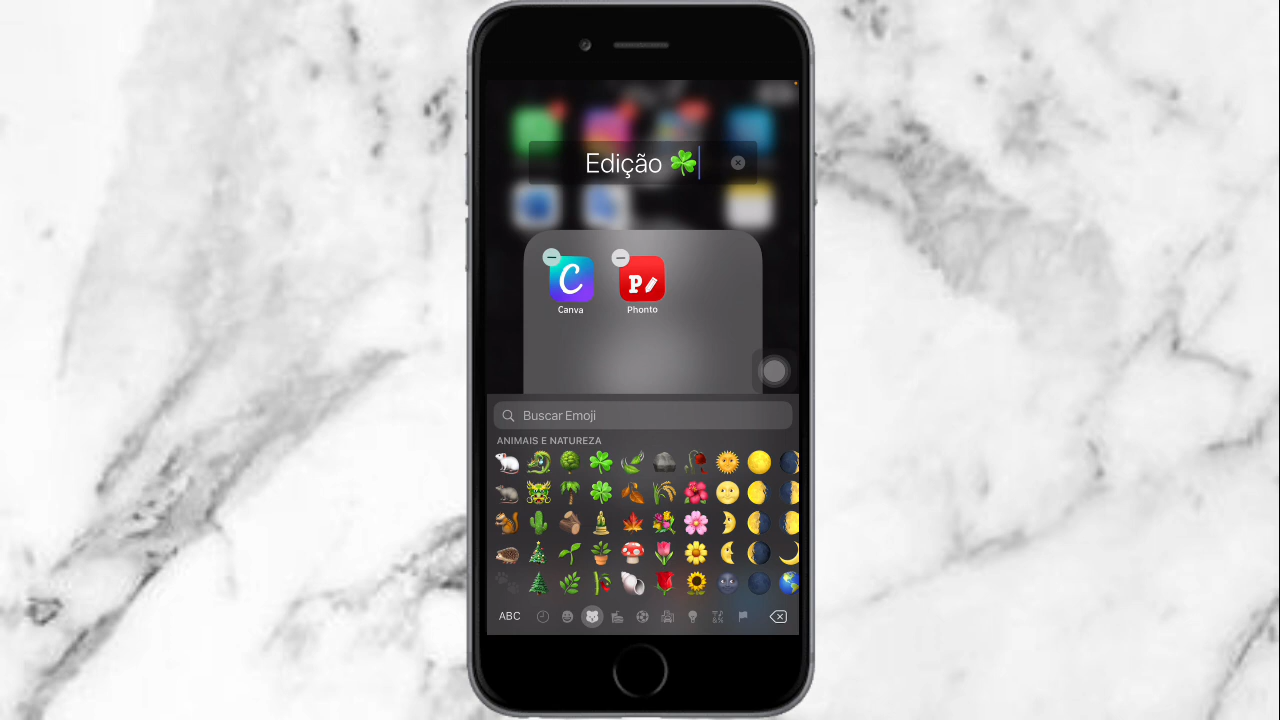 Edição ☘️
Canva
Phonto
Buscar Emoji
ANIMAIS E NATUREZA
ABC